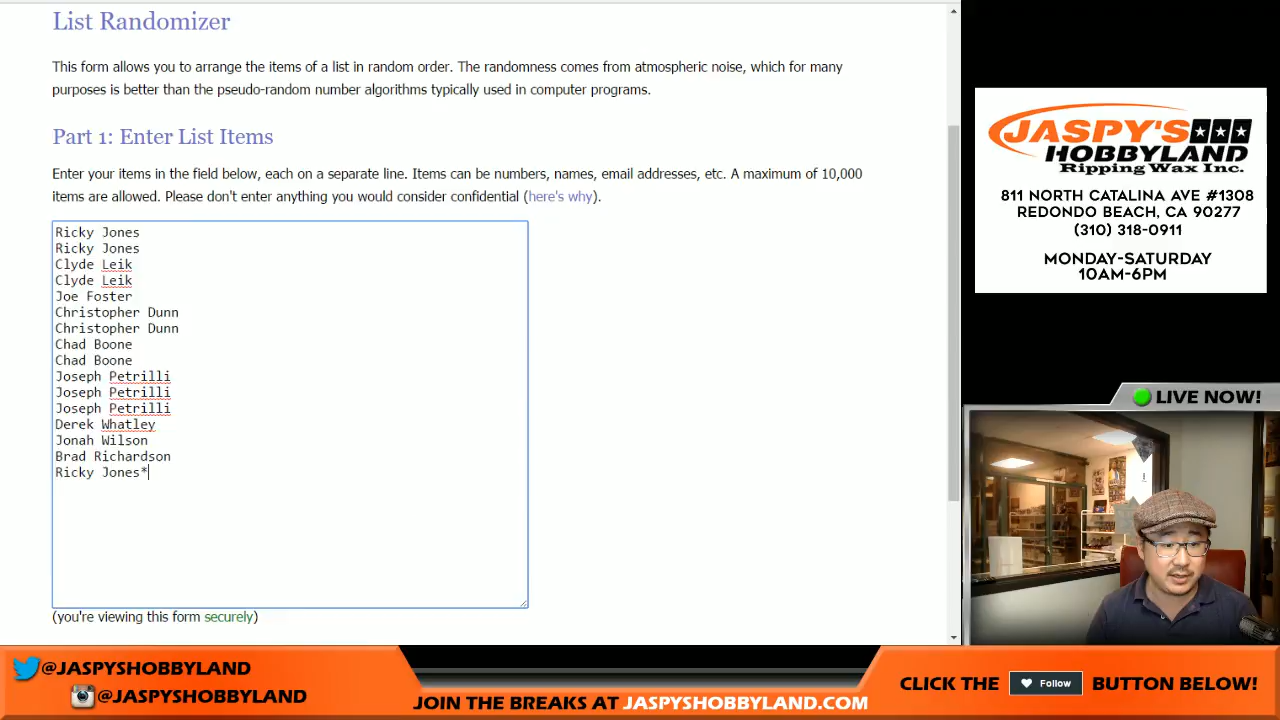 List Randomizer
This form allows you to arrange the items of a list in random order. The randomness comes from atmospheric noise, which for many
purposes is better than the pseudo-random number algorithms typically used in computer programs.
Part 1: Enter List Items
Enter your items in the field below, each on a separate line. Items can be numbers, names, email addresses, etc. A maximum of 10,000
items are allowed. Please don't enter anything you would consider confidential (here's why).
Ricky Jones
Ricky Jones
Clyde Leik
Clyde Leik
Joe Foster
Christopher Dunn
Christopher Dunn
Chad Boone
Chad Boone
Joseph Petrilli
Joseph Petrilli
Joseph Petrilli
Derek Whatley
Jonah Wilson
Brad Richardson
Ricky Jones*
(you're viewing this form securely)
JASPY'S
HOBBYLAND
Ripping Wax Inc.
811 NORTH CATALINA AVE #1308
REDONDO BEACH, CA 90277
(310) 318-0911
MONDAY-SATURDAY
10AM-6PM
LIVE NOW!
@JASPYSHOBBYLAND
@JASPYSHOBBYLAND
JOIN THE BREAKS AT JASPYSHOBBYLAND.COM
CLICK THE Follow BUTTON BELOW!